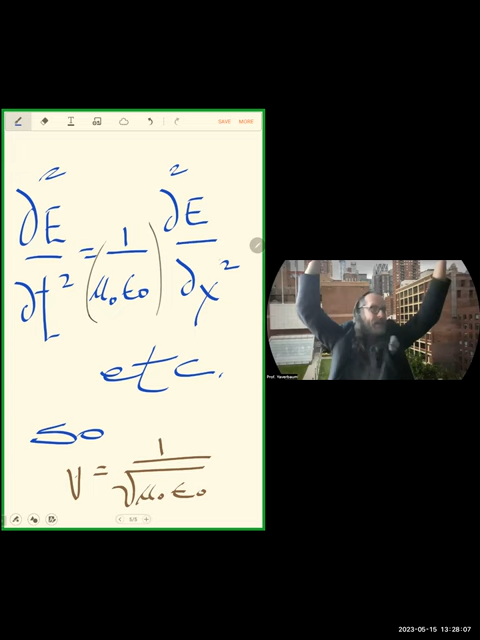 SAVE MORE
∂²E/∂t² = (1/μ₀ε₀) ∂²E/∂x²
etc.
so
v = 1/√μ₀ε₀
5/5
Prof. Yaverbaum
2023-05-15 13:28:07